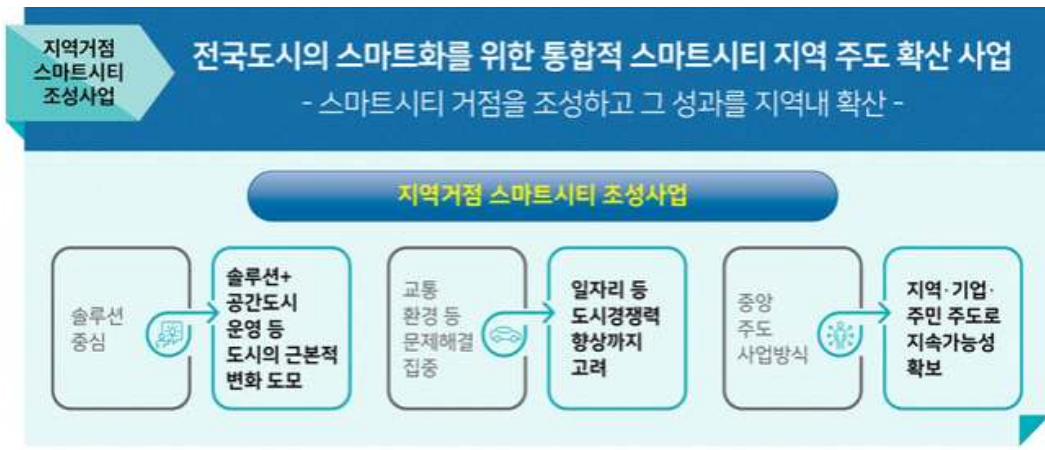 지역거점
스마트시티
조성사업
전국도시의 스마트화를 위한 통합적 스마트시티 지역 주도 확산 사업
- 스마트시티 거점을 조성하고 그 성과를 지역내 확산 -
지역거점 스마트시티 조성사업
솔루션
중심
솔루션+
공간도시
운영 등
도시의 근본적
변화 도모
교통
환경 등
문제해결
집중
일자리 등
도시경쟁력
향상까지
고려
중앙
주도
사업방식
지역·기업·
주민 주도로
지속가능성
확보